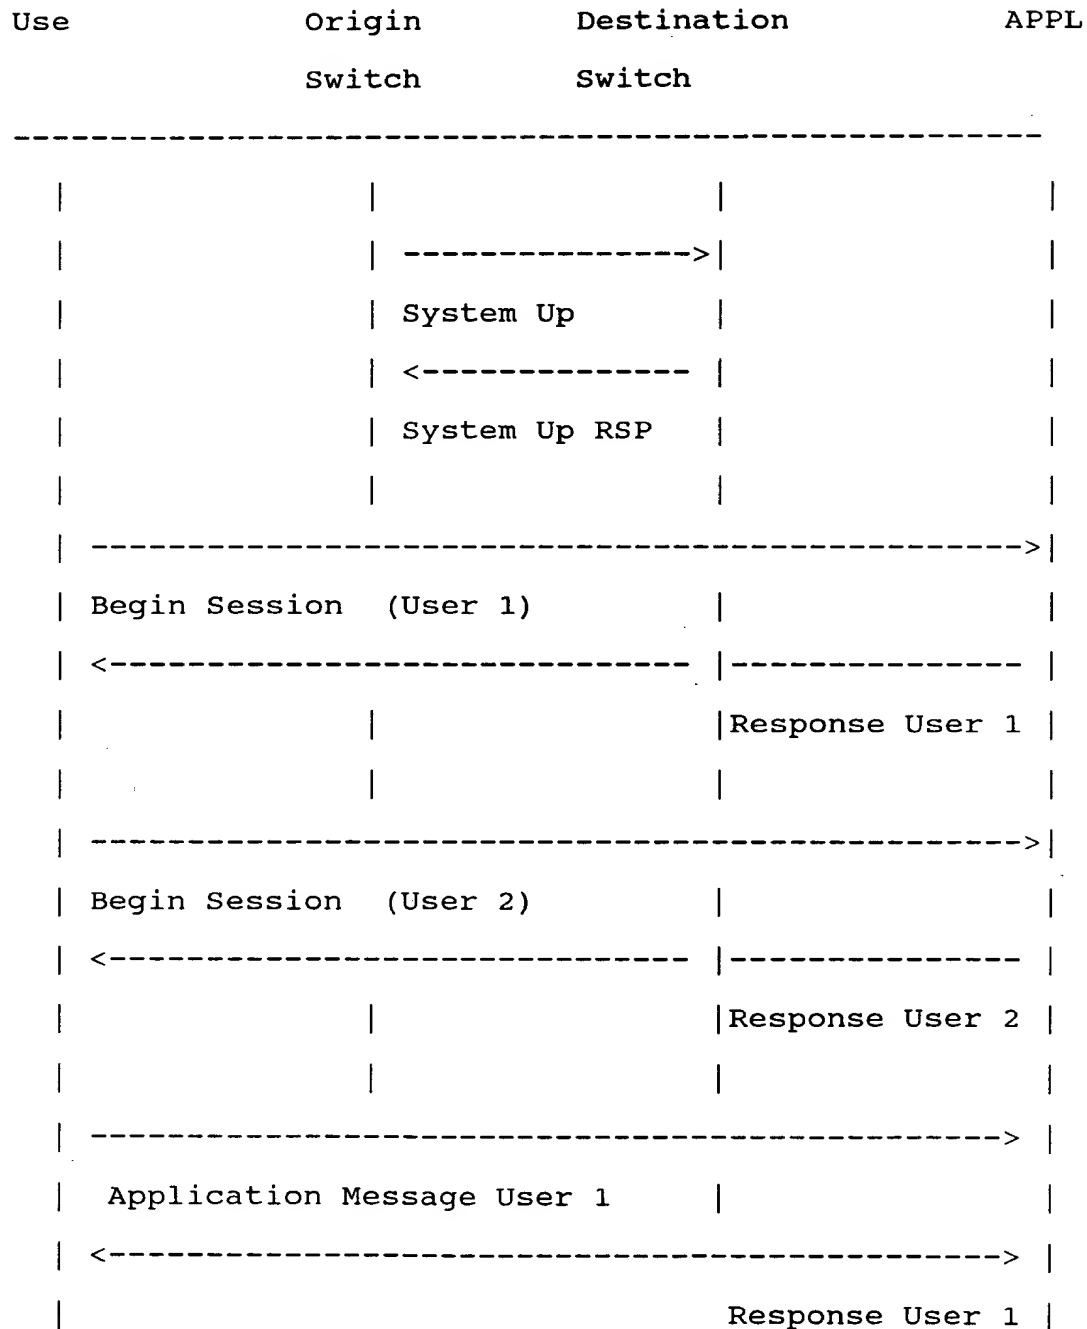 Use Origin Destination APPL
Switch Switch
System Up
System Up RSP
Begin Session (User 1)
Response User 1
Begin Session (User 2)
Response User 2
Application Message User 1
Response User 1